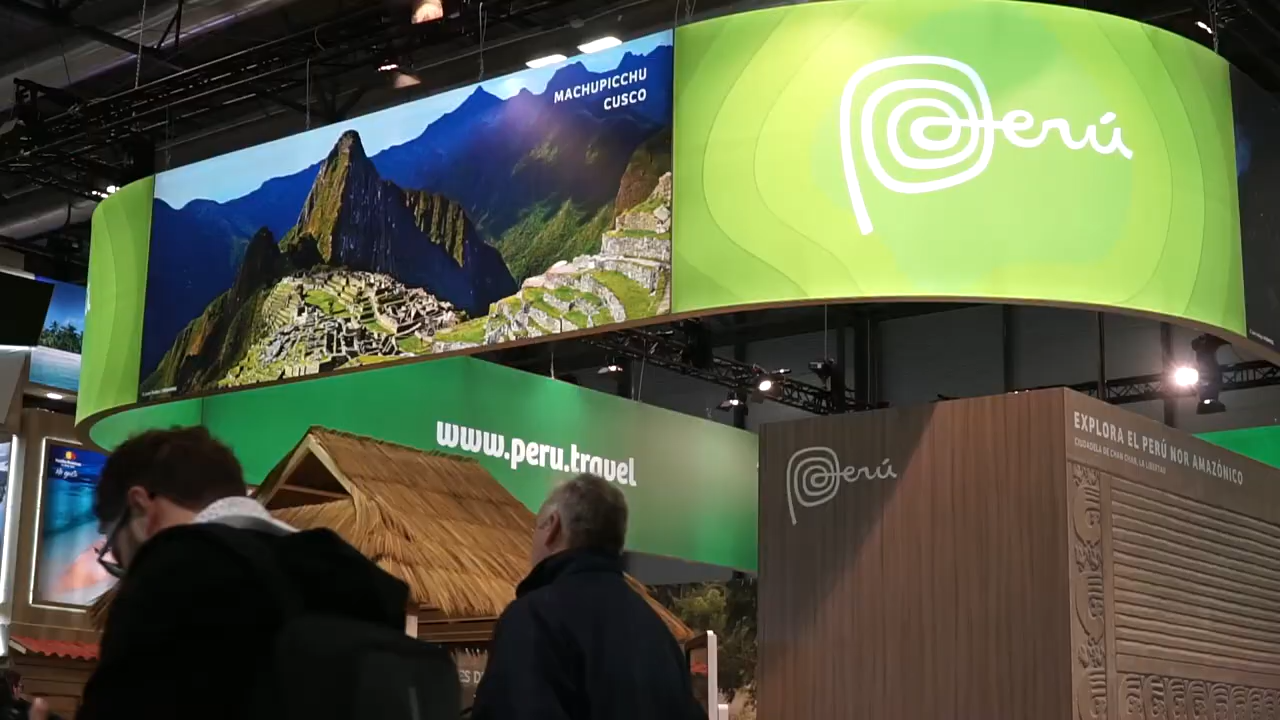 MACHUPICCHU
CUSCO
Perú
www.peru.travel
Perú
EXPLORA EL PERÚ NOR AMAZÓNICO
CIUDADELA DE CHAN CHAN, LA LIBERTAD